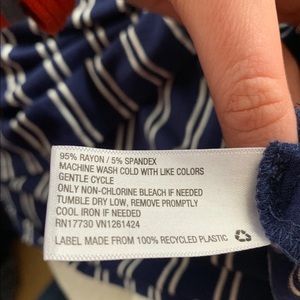 95% RAYON / 5% SPANDEX
MACHINE WASH COLD WITH LIKE COLORS
GENTLE CYCLE
ONLY NON-CHLORINE BLEACH IF NEEDED
TUMBLE DRY LOW, REMOVE PROMPTLY
COOL IRON IF NEEDED
RN17730 VN1261424
LABEL MADE FROM 100% RECYCLED PLASTIC